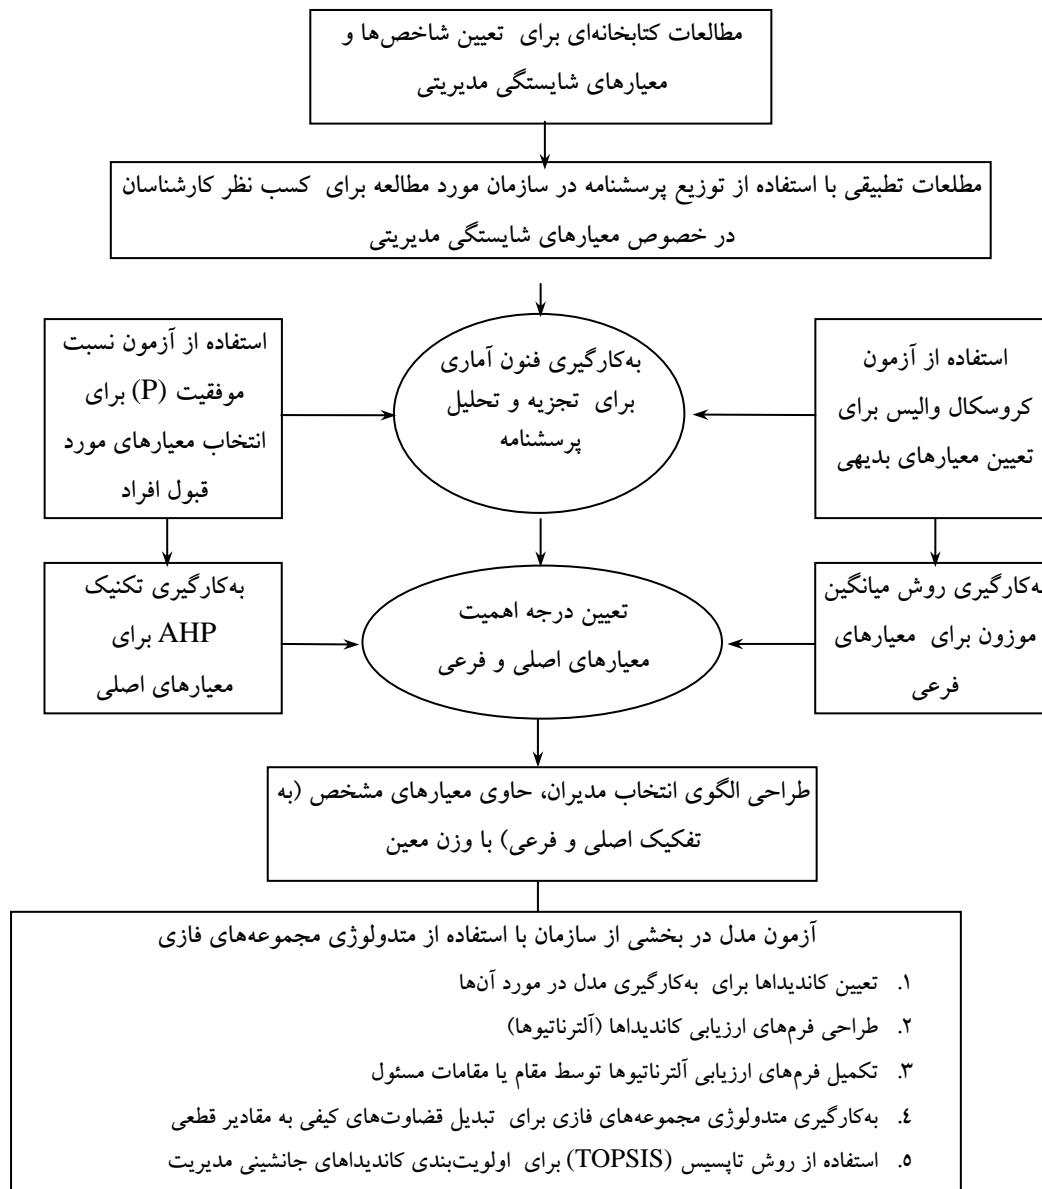 مطالعات کتابخانه‌ای برای تعیین شاخص‌ها و
معیارهای شایستگی مدیریتی
مطلعات تطبیقی با استفاده از توزیع پرسشنامه در سازمان مورد مطالعه برای کسب نظر کارشناسان
در خصوص معیارهای شایستگی مدیریتی
استفاده از آزمون
کروسکال والیس برای
تعیین معیارهای بدیهی
به‌کارگیری فنون آماری
برای تجزیه و تحلیل
پرسشنامه
استفاده از آزمون نسبت
موفقیت (P) برای
انتخاب معیارهای مورد
قبول افراد
به‌کارگیری روش میانگین
موزون برای معیارهای
فرعی
تعیین درجه اهمیت
معیارهای اصلی و فرعی
به‌کارگیری تکنیک
AHP برای
معیارهای اصلی
طراحی الگوی انتخاب مدیران، حاوی معیارهای مشخص (به
تفکیک اصلی و فرعی) با وزن معین
آزمون مدل در بخشی از سازمان با استفاده از متدولوژی مجموعه‌های فازی
۱. تعیین کاندیداها برای به‌کارگیری مدل در مورد آن‌ها
۲. طراحی فرم‌های ارزیابی کاندیداها (آلترناتیوها)
۳. تکمیل فرم‌های ارزیابی آلترناتیوها توسط مقام یا مقامات مسئول
٤. به‌کارگیری متدولوژی مجموعه‌های فازی برای تبدیل قضاوت‌های کیفی به مقادیر قطعی
٥. استفاده از روش تاپسیس (TOPSIS) برای اولویت‌بندی کاندیداهای جانشینی مدیریت